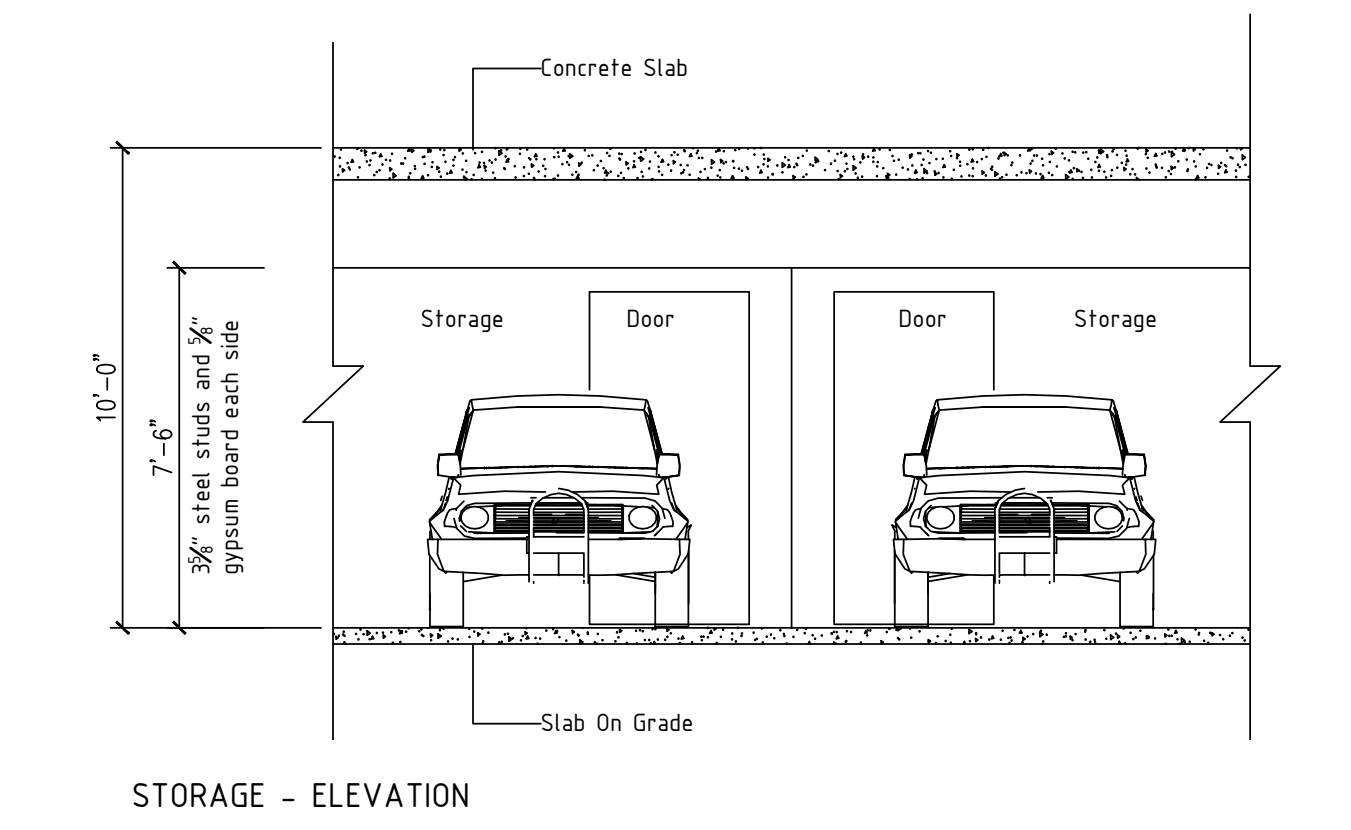 Concrete Slab
Storage
Door
Door
Storage
10'-0"
7'-6"
3⅝" steel studs and ⅝"
gypsum board each side
Slab On Grade
STORAGE - ELEVATION